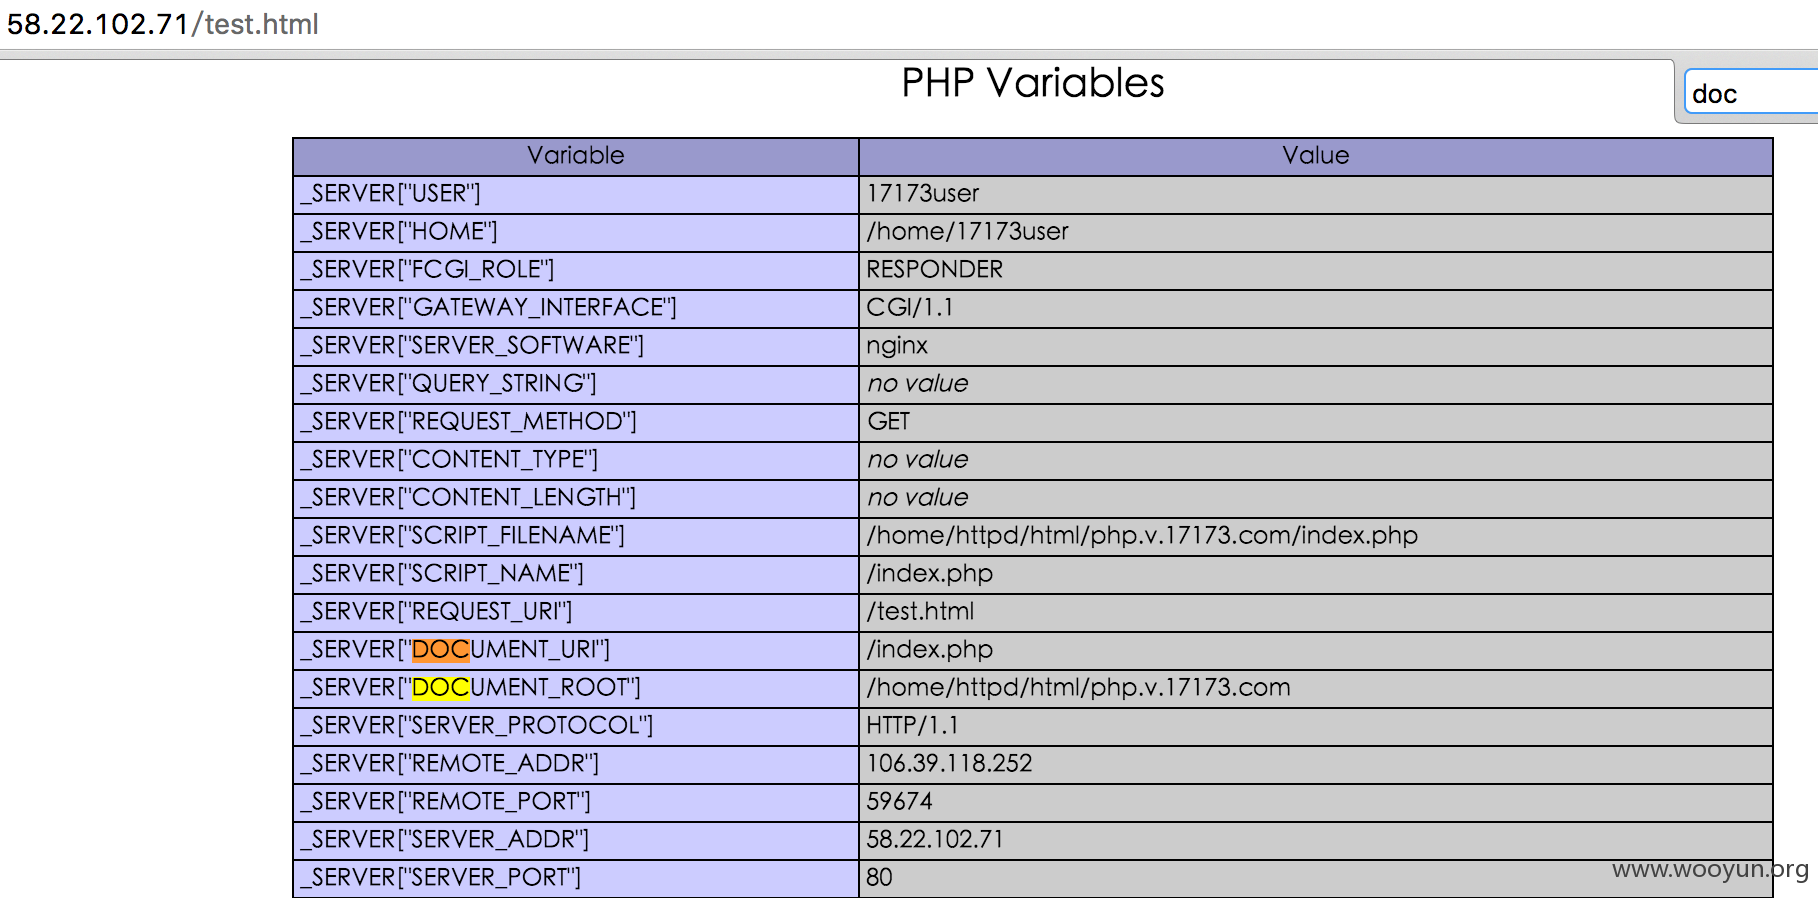 58.22.102.71/test.html
PHP Variables
doc
Variable Value
_SERVER["USER"] 17173user
_SERVER["HOME"] /home/17173user
_SERVER["FCGI_ROLE"] RESPONDER
_SERVER["GATEWAY_INTERFACE"] CGI/1.1
_SERVER["SERVER_SOFTWARE"] nginx
_SERVER["QUERY_STRING"] no value
_SERVER["REQUEST_METHOD"] GET
_SERVER["CONTENT_TYPE"] no value
_SERVER["CONTENT_LENGTH"] no value
_SERVER["SCRIPT_FILENAME"] /home/httpd/html/php.v.17173.com/index.php
_SERVER["SCRIPT_NAME"] /index.php
_SERVER["REQUEST_URI"] /test.html
_SERVER["DOCUMENT_URI"] /index.php
_SERVER["DOCUMENT_ROOT"] /home/httpd/html/php.v.17173.com
_SERVER["SERVER_PROTOCOL"] HTTP/1.1
_SERVER["REMOTE_ADDR"] 106.39.118.252
_SERVER["REMOTE_PORT"] 59674
_SERVER["SERVER_ADDR"] 58.22.102.71
_SERVER["SERVER_PORT"] 80
www.wooyun.org